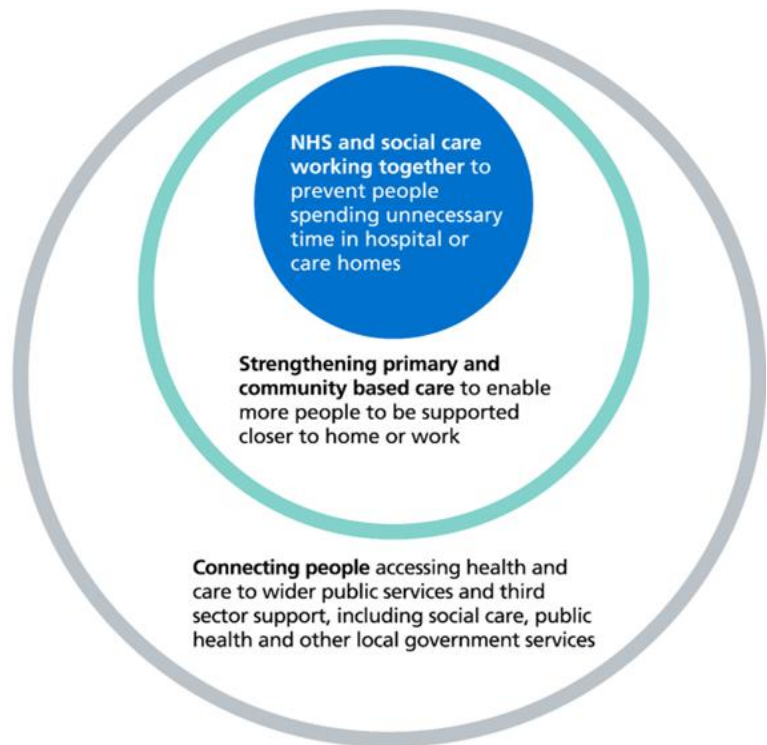 NHS and social care
working together to
prevent people
spending unnecessary
time in hospital or
care homes
Strengthening primary and
community based care to enable
more people to be supported
closer to home or work
Connecting people accessing health and
care to wider public services and third
sector support, including social care, public
health and other local government services